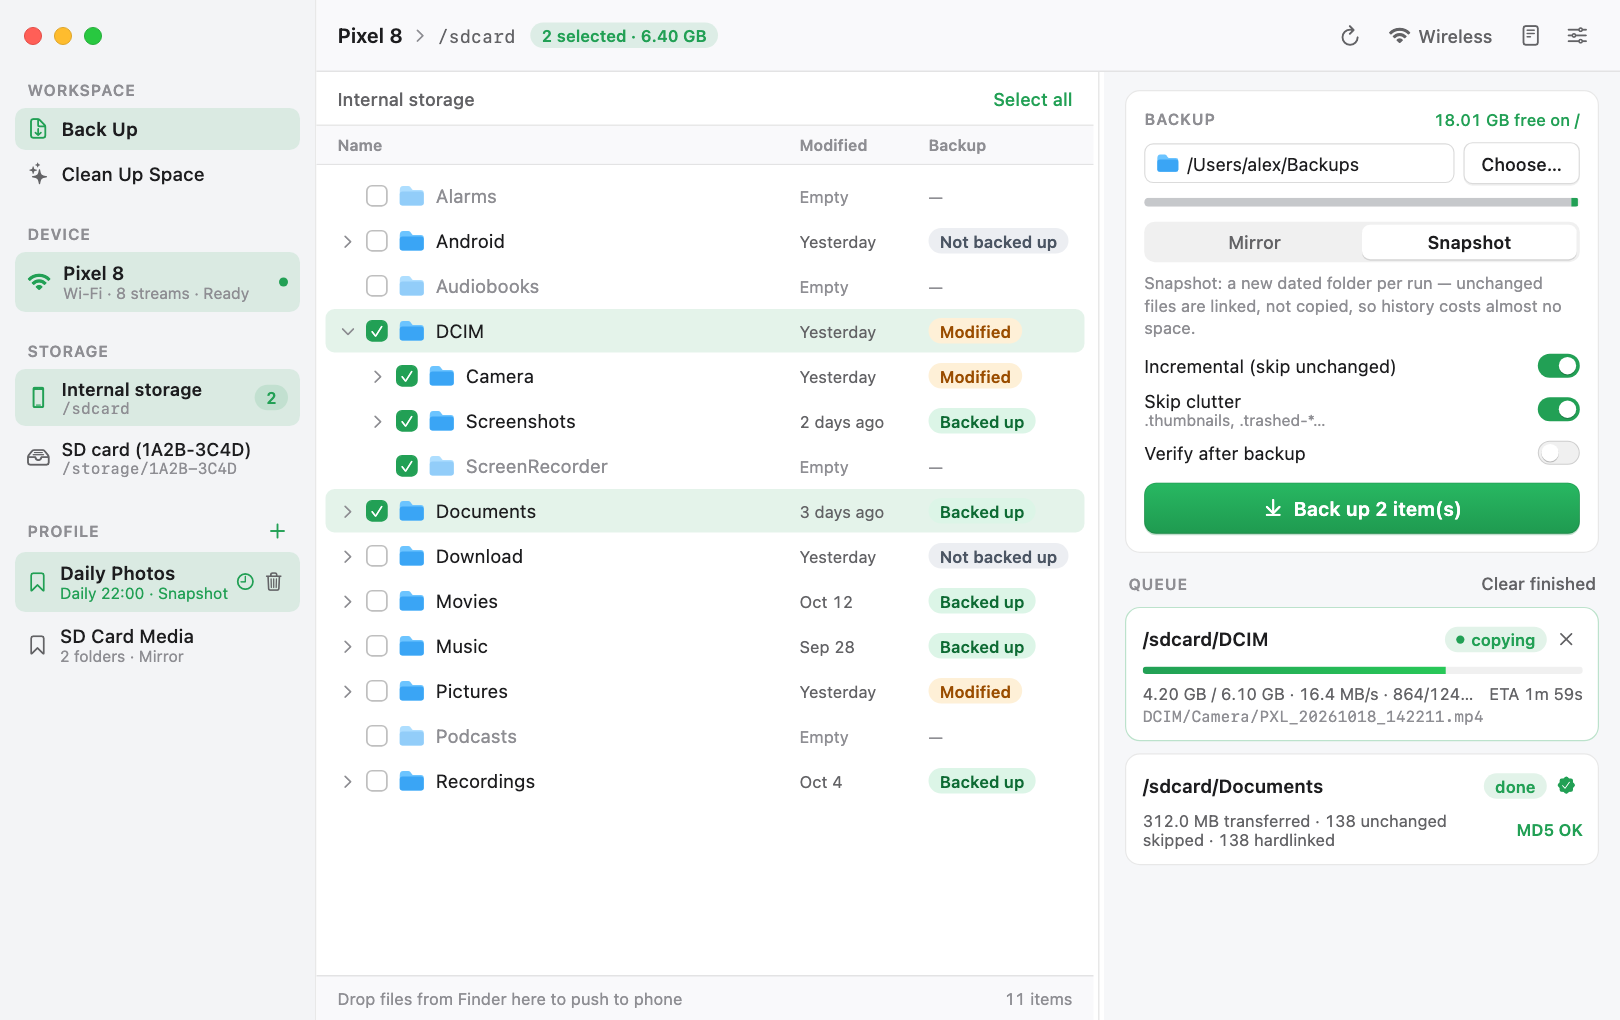 Pixel 8 > /sdcard 2 selected · 6.40 GB
Wireless
WORKSPACE
Back Up
Clean Up Space
DEVICE
Pixel 8
Wi-Fi · 8 streams · Ready
STORAGE
Internal storage
/sdcard
2
SD card (1A2B-3C4D)
/storage/1A2B-3C4D
PROFILE
Daily Photos
Daily 22:00 · Snapshot
SD Card Media
2 folders · Mirror
Internal storage Select all
Name Modified Backup
Alarms Empty —
Android Yesterday Not backed up
Audiobooks Empty —
DCIM Yesterday Modified
Camera Yesterday Modified
Screenshots 2 days ago Backed up
ScreenRecorder Empty —
Documents 3 days ago Backed up
Download Yesterday Not backed up
Movies Oct 12 Backed up
Music Sep 28 Backed up
Pictures Yesterday Modified
Podcasts Empty —
Recordings Oct 4 Backed up
Drop files from Finder here to push to phone 11 items
BACKUP 18.01 GB free on /
/Users/alex/Backups Choose...
Mirror Snapshot
Snapshot: a new dated folder per run — unchanged
files are linked, not copied, so history costs almost no
space.
Incremental (skip unchanged)
Skip clutter
.thumbnails, .trashed-*...
Verify after backup
Back up 2 item(s)
QUEUE Clear finished
/sdcard/DCIM copying
4.20 GB / 6.10 GB · 16.4 MB/s · 864/124... ETA 1m 59s
DCIM/Camera/PXL_20261018_142211.mp4
/sdcard/Documents done
312.0 MB transferred · 138 unchanged
skipped · 138 hardlinked
MD5 OK